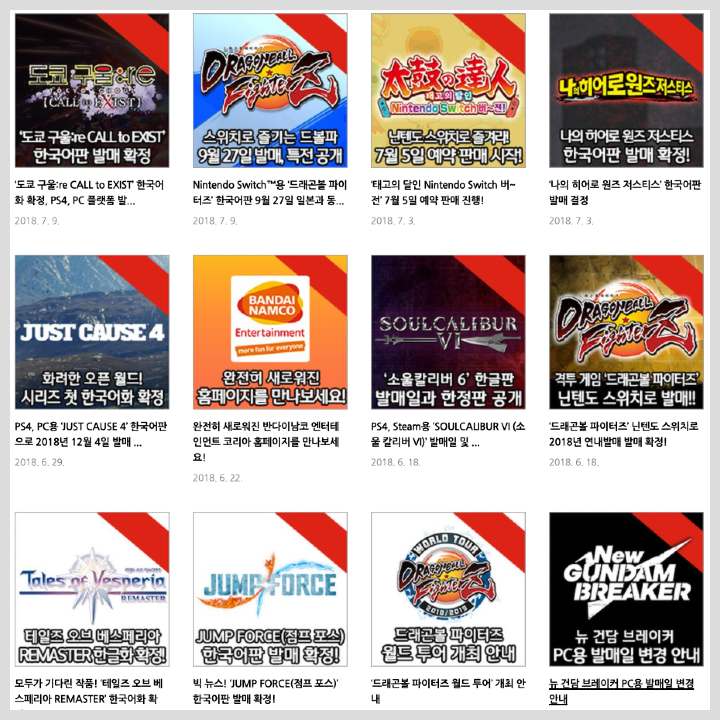 도쿄 구울:re
[CALL to EXIST]
'도쿄 구울:re CALL to EXIST'
한국어판 발매 확정
DRAGONBALL
FighterZ
스위치로 즐기는 드볼파
9월 27일 발매, 특전 공개
太鼓の達人
태고의 달인
Nintendo Switch버~전!
닌텐도 스위치로 즐겨라!
7월 5일 예약 판매 시작!
나의 히어로 원즈 저스티스
나의 히어로 원즈 저스티스
한국어판 발매 확정!
'도쿄 구울:re CALL to EXIST' 한국어
화 확정, PS4, PC 플랫폼 발...
2018. 7. 9.
Nintendo Switch™용 '드래곤볼 파이
터즈' 한국어판 9월 27일 일본과 동...
2018. 7. 9.
'태고의 달인 Nintendo Switch 버~
전' 7월 5일 예약 판매 진행!
2018. 7. 3.
'나의 히어로 원즈 저스티스' 한국어판
발매 결정
2018. 7. 3.
JUST CAUSE 4
화려한 오픈 월드!
시리즈 첫 한국어화 확정
BANDAI
NAMCO
Entertainment
more fun for everyone
완전히 새로워진
홈페이지를 만나보세요!
SOULCALIBUR
VI
'소울칼리버 6' 한글판
발매일과 한정판 공개
DRAGONBALL
FighterZ
격투 게임 '드래곤볼 파이터즈'
닌텐도 스위치로 발매!!
PS4, PC용 'JUST CAUSE 4' 한국어판
으로 2018년 12월 4일 발매 ...
2018. 6. 29.
완전히 새로워진 반다이남코 엔터테
인먼트 코리아 홈페이지를 만나보세
요!
2018. 6. 22.
PS4, Steam용 'SOULCALIBUR VI (소
울 칼리버 VI)' 발매일 및 ...
2018. 6. 18.
'드래곤볼 파이터즈' 닌텐도 스위치로
2018년 연내발매 발매 확정!
2018. 6. 18.
Tales of Vesperia
REMASTER
테일즈 오브 베스페리아
REMASTER 한글화 확정!
JUMP FORCE
JUMP FORCE(점프 포스)
한국어판 발매 확정!
WORLD TOUR
DRAGONBALL
FighterZ
2018/2019
드래곤볼 파이터즈
월드 투어 개최 안내
New
GUNDAM
BREAKER
뉴 건담 브레이커
PC용 발매일 변경 안내
모두가 기다린 작품! '테일즈 오브 베
스페리아 REMASTER' 한국어화 확
빅 뉴스! 'JUMP FORCE(점프 포스)'
한국어판 발매 확정!
'드래곤볼 파이터즈 월드 투어' 개최 안
내
뉴 건담 브레이커 PC용 발매일 변경
안내